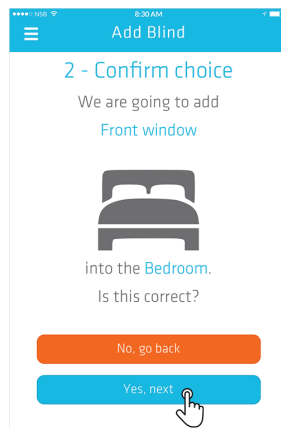 NSB 8:30 AM
Add Blind
2 - Confirm choice
We are going to add
Front window
into the Bedroom.
Is this correct?
No, go back
Yes, next